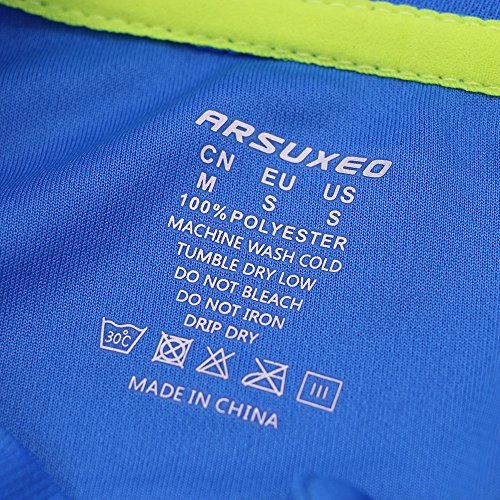 ARSUXEO
CN EU US
M S S
100% POLYESTER
MACHINE WASH COLD
TUMBLE DRY LOW
DO NOT BLEACH
DO NOT IRON
DRIP DRY
30°C
MADE IN CHINA